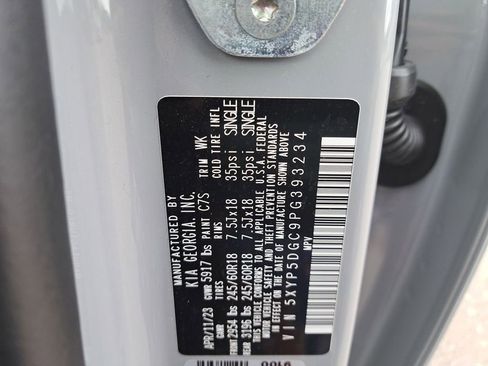 MANUFACTURED BY
KIA GEORGIA, INC.
APR/11/23 GVWR 5917 lbs PAINT C7S TRIM WK
GAWR TIRES RIMS COLD TIRE INFL
FRONT 2954 lbs 245/60R18 7.5Jx18 35psi SINGLE
REAR 3196 lbs 245/60R18 7.5Jx18 35psi SINGLE
THIS VEHICLE CONFORMS TO ALL APPLICABLE U.S.A. FEDERAL
MOTOR VEHICLE SAFETY AND THEFT PREVENTION STANDARDS
IN EFFECT ON THE DATE OF MANUFACTURE SHOWN ABOVE.
VIN 5XYP5DGC9PG393234
MPV